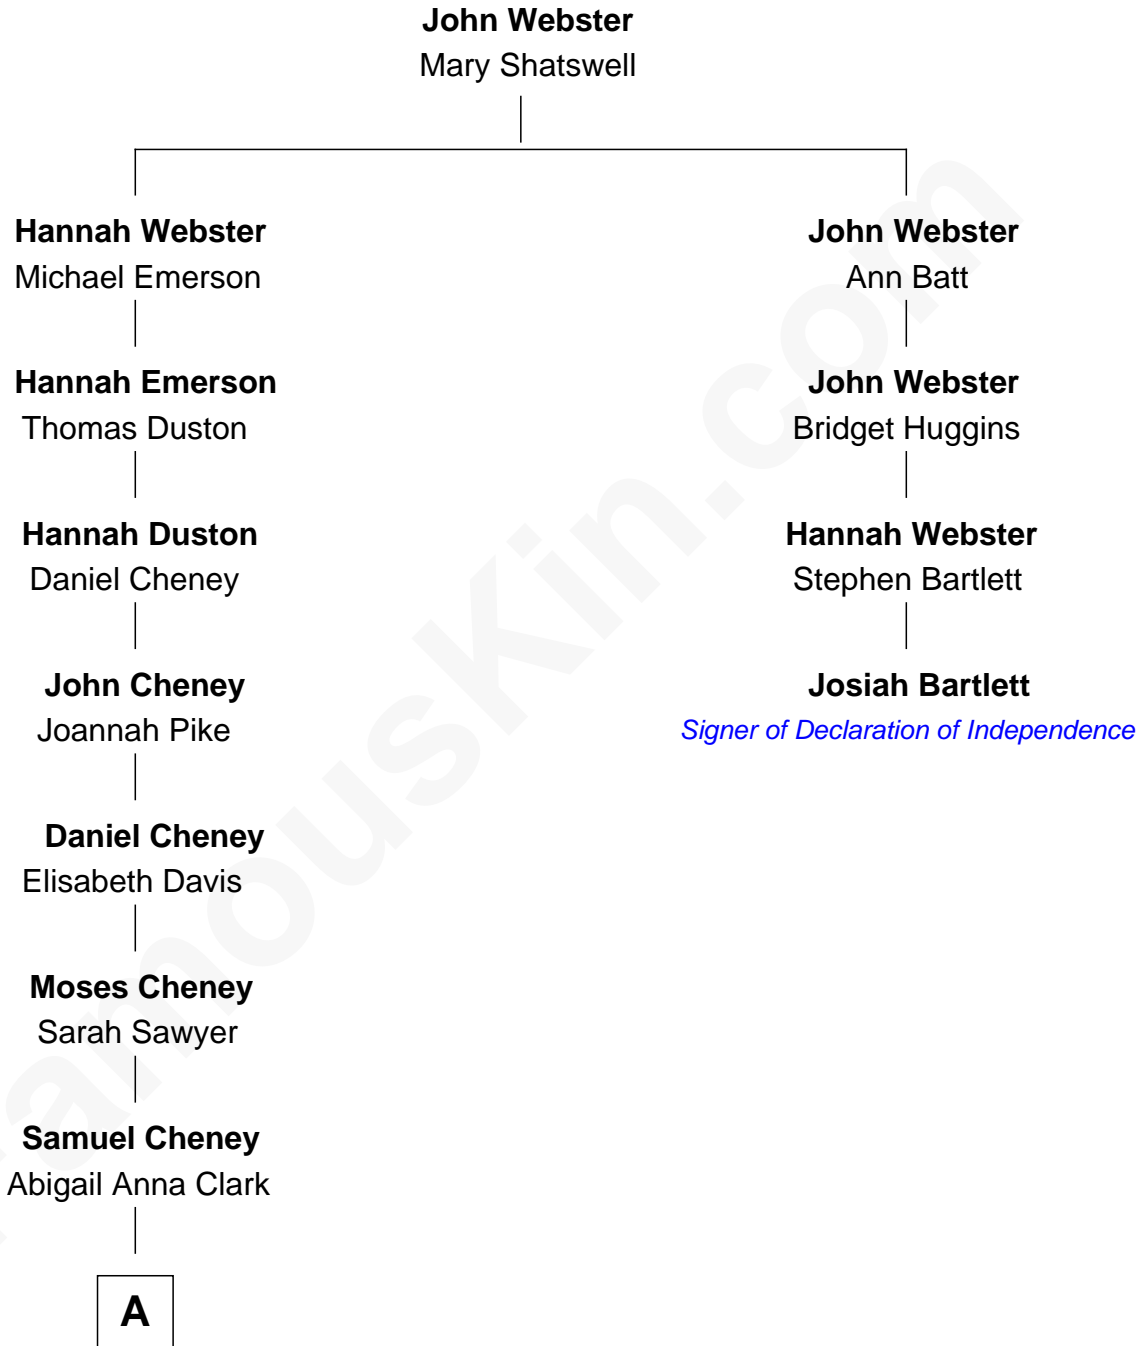 John Webster
Mary Shatswell
Hannah Webster
Michael Emerson
John Webster
Ann Batt
Hannah Emerson
Thomas Duston
John Webster
Bridget Huggins
Hannah Duston
Daniel Cheney
Hannah Webster
Stephen Bartlett
John Cheney
Joannah Pike
Josiah Bartlett
Signer of Declaration of Independence
Daniel Cheney
Elisabeth Davis
Moses Cheney
Sarah Sawyer
Samuel Cheney
Abigail Anna Clark
A
FamousKin.com